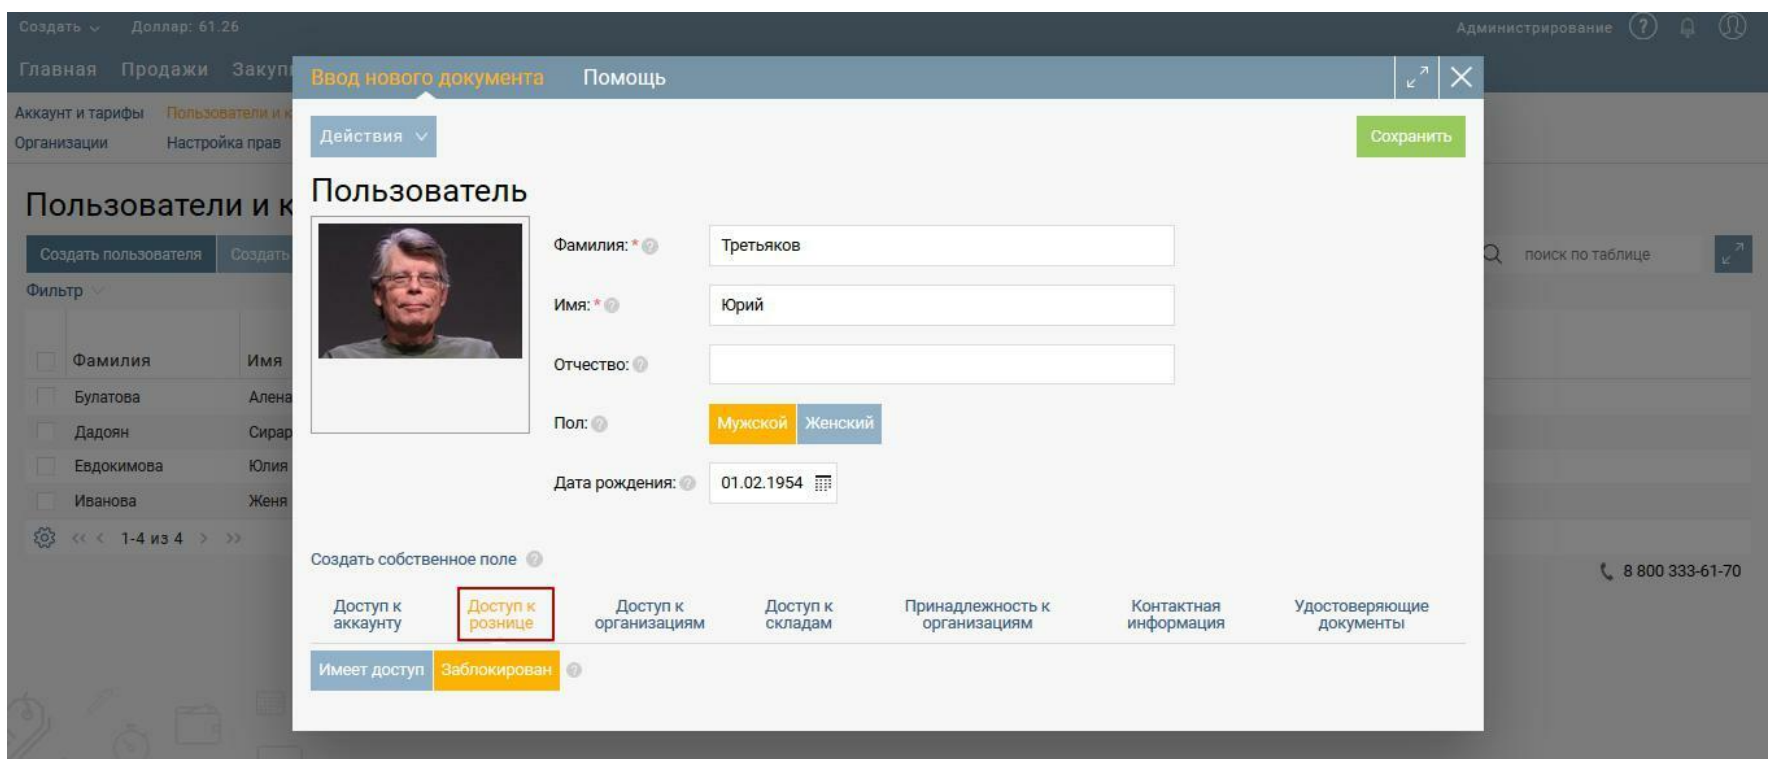 Создать Доллар: 61.26 Администрирование
Главная Продажи
Ввод нового документа Помощь
Аккаунт и тарифы Пользователи и к
Организации Настройка прав
Действия Сохранить
Пользователь
Пользователи и к
Создать пользователя Создать
поиск по таблице
Фильтр
Фамилия Имя
Булатова Алена
Дадоян Сирар
Евдокимова Юлия
Иванова Женя
1-4 из 4
Фамилия: * Третьяков
Имя: * Юрий
Отчество:
Пол: Мужской Женский
Дата рождения: 01.02.1954
Создать собственное поле
8 800 333-61-70
Доступ к аккаунту
Доступ к рознице
Доступ к организациям
Доступ к складам
Принадлежность к организациям
Контактная информация
Удостоверяющие документы
Имеет доступ Заблокирован